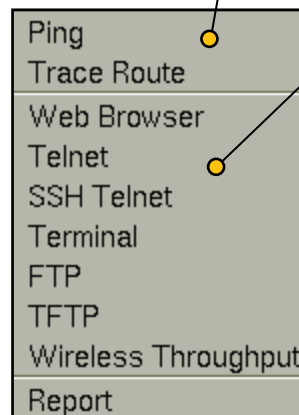 Ping
Trace Route
Web Browser
Telnet
SSH Telnet
Terminal
FTP
TFTP
Wireless Throughput
Report